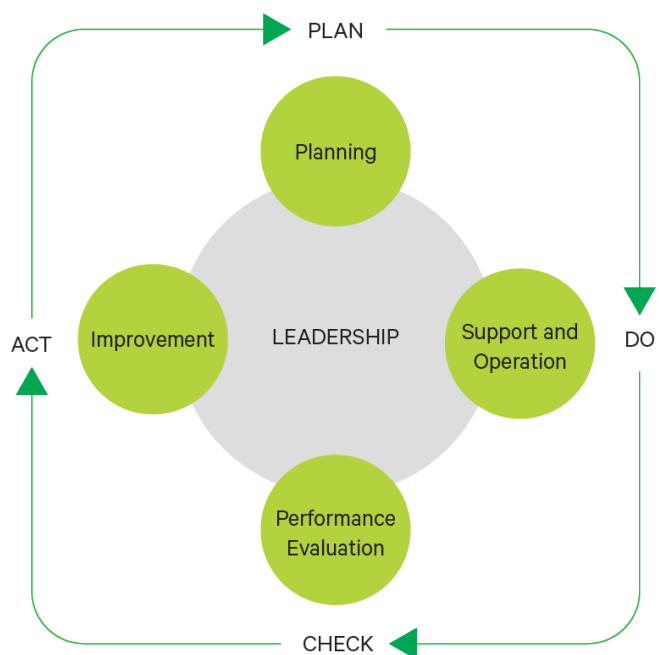 PLAN
Planning
Improvement
LEADERSHIP
Support and
Operation
ACT
DO
Performance
Evaluation
CHECK